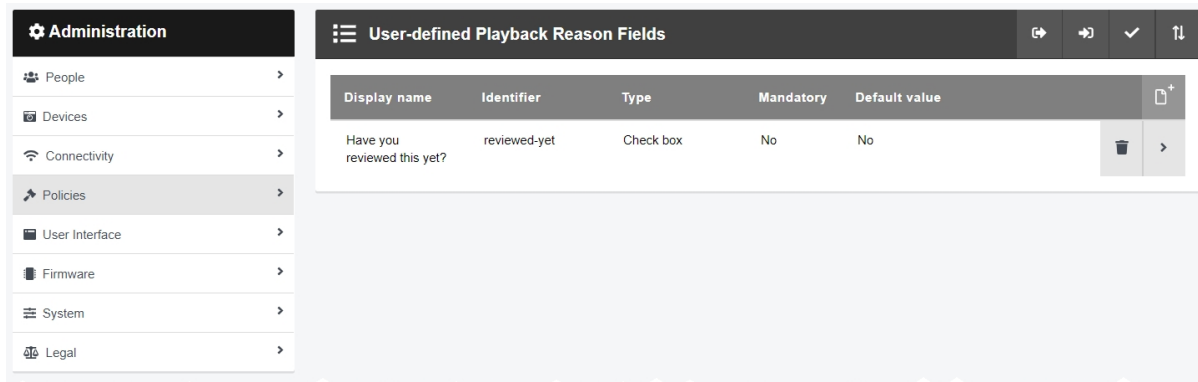 Administration
People
Devices
Connectivity
Policies
User Interface
Firmware
System
Legal
User-defined Playback Reason Fields
Display name Identifier Type Mandatory Default value
Have you reviewed-yet Check box No No
reviewed this yet?